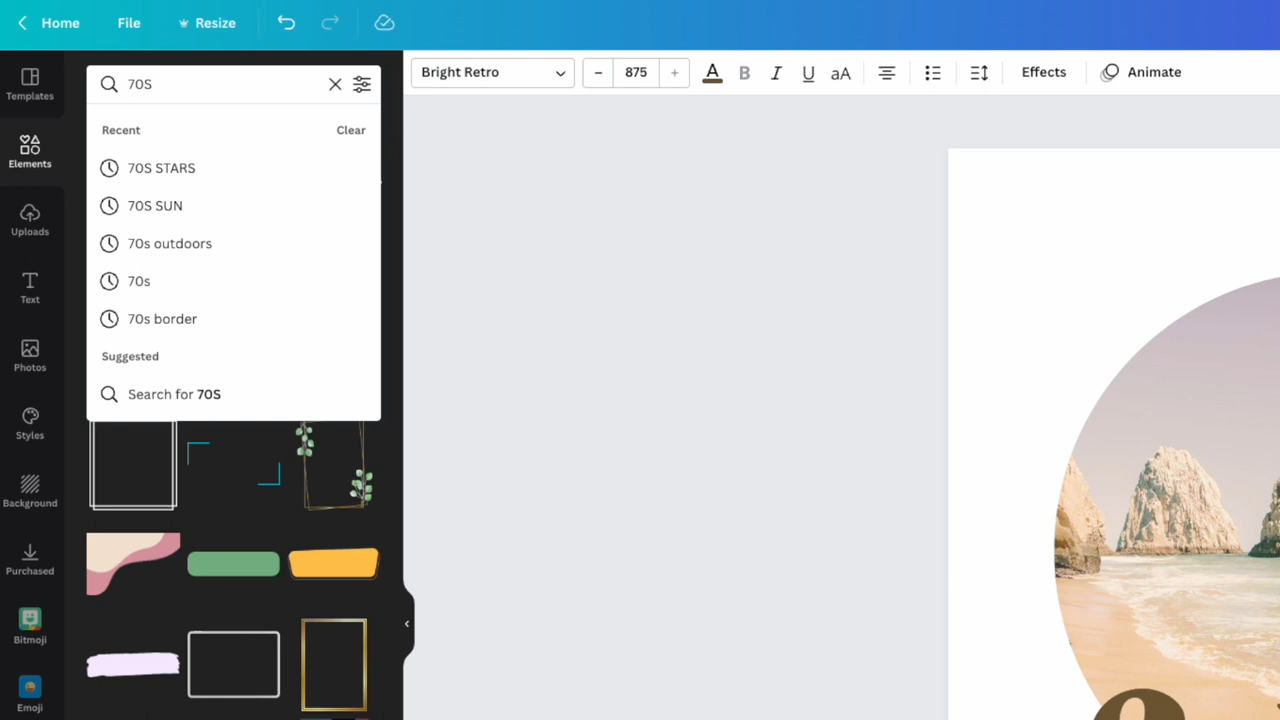 Home File Resize
Templates
Elements
Uploads
Text
Photos
Styles
Background
Purchased
Bitmoji
Emoji
70S
Recent Clear
70S STARS
70S SUN
70s outdoors
70s
70s border
Suggested
Search for 70S
Bright Retro – 875 + A B I U aA Effects Animate